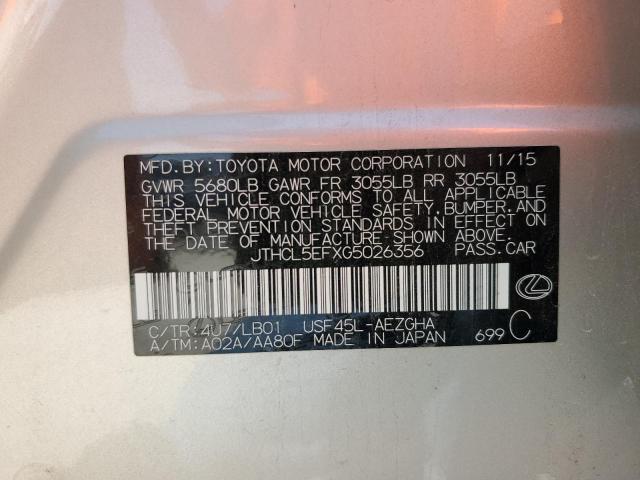 MFD.BY:TOYOTA MOTOR CORPORATION 11/15
GVWR 5680LB GAWR FR 3055LB RR 3055LB
THIS VEHICLE CONFORMS TO ALL APPLICABLE
FEDERAL MOTOR VEHICLE SAFETY,BUMPER,AND
THEFT PREVENTION STANDARDS IN EFFECT ON
THE DATE OF MANUFACTURE SHOWN ABOVE.
JTHCL5EFXG5026356 PASS.CAR
C/TR:4U7/LB01 USF45L-AEZGHA
A/TM:A02A/AA80F MADE IN JAPAN 699 C